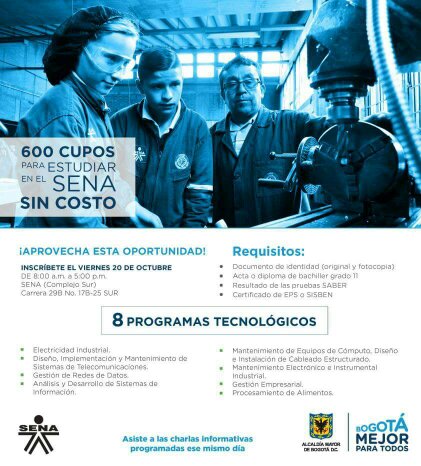 600 CUPOS
PARA ESTUDIAR
EN EL SENA
SIN COSTO
¡APROVECHA ESTA OPORTUNIDAD!
INSCRÍBETE EL VIERNES 20 DE OCTUBRE
DE 8:00 a.m. a 5:00 p.m.
SENA (Complejo Sur)
Carrera 29B No. 17B-25 SUR
Requisitos:
Documento de identidad (original y fotocopia)
Acta o diploma de bachiller grado 11
Resultado de las pruebas SABER
Certificado de EPS o SISBEN
8 PROGRAMAS TECNOLÓGICOS
Electricidad Industrial.
Diseño, Implementación y Mantenimiento de
Sistemas de Telecomunicaciones.
Gestión de Redes de Datos.
Análisis y Desarrollo de Sistemas de
Información.
Mantenimiento de Equipos de Cómputo, Diseño
e Instalación de Cableado Estructurado.
Mantenimiento Electrónico e Instrumental
Industrial.
Gestión Empresarial.
Procesamiento de Alimentos.
SENA
Asiste a las charlas informativas
programadas ese mismo día
ALCALDÍA MAYOR
DE BOGOTÁ D.C.
BOGOTÁ
MEJOR
PARA TODOS